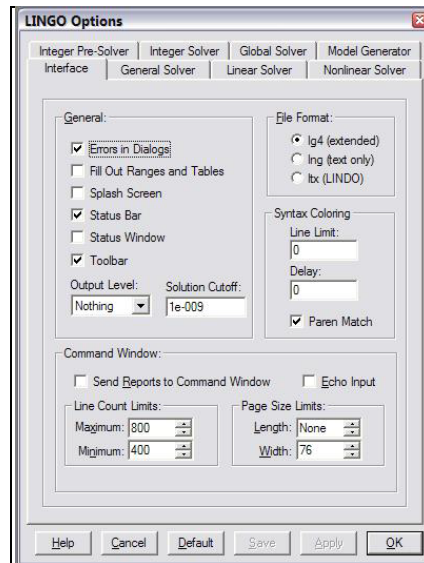 LINGO Options
Integer Pre-Solver Integer Solver Global Solver Model Generator
Interface General Solver Linear Solver Nonlinear Solver
General:
Errors in Dialogs
Fill Out Ranges and Tables
Splash Screen
Status Bar
Status Window
Toolbar
Output Level: Solution Cutoff:
Nothing 1e-009
File Format:
lg4 (extended)
lng (text only)
ltx (LINDO)
Syntax Coloring
Line Limit:
0
Delay:
0
Paren Match
Command Window:
Send Reports to Command Window Echo Input
Line Count Limits:
Maximum: 800
Minimum: 400
Page Size Limits:
Length: None
Width: 76
Help Cancel Default Save Apply OK